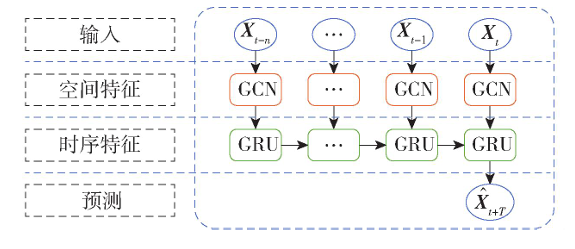 输入 X_{t−n} ⋯ X_{t−1} X_t
空间特征 GCN ⋯ GCN GCN
时序特征 GRU ⋯ GRU GRU
预测 X̂_{t+T}